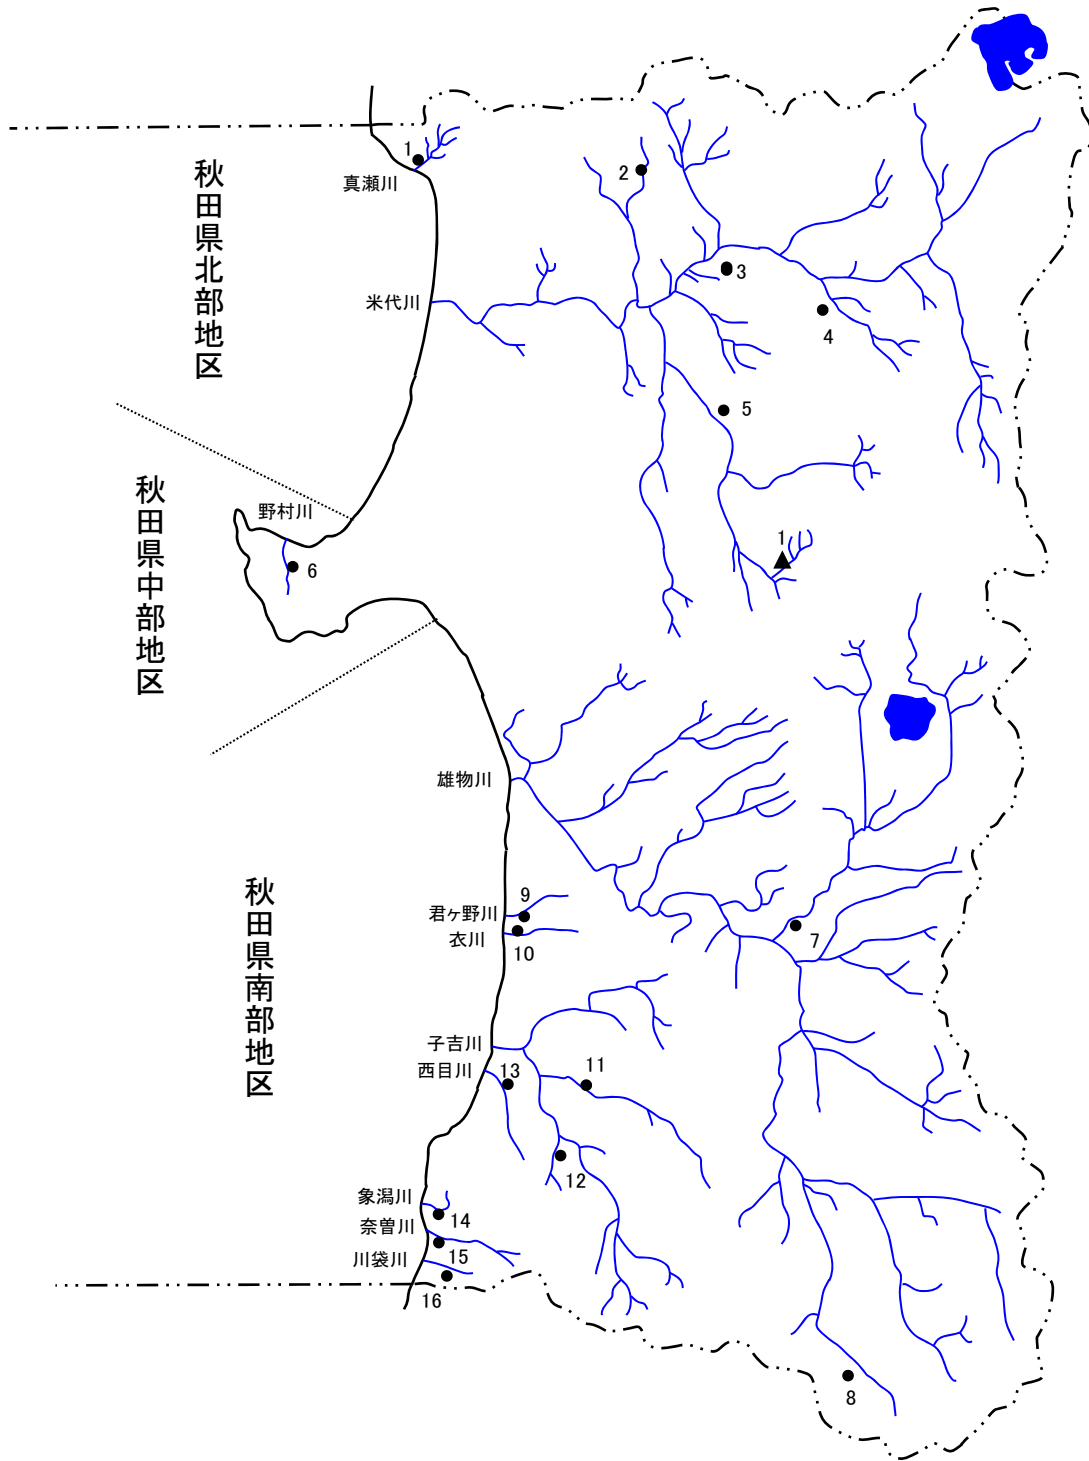 1
真瀬川
秋田県北部地区
2
3
米代川
4
5
秋田県中部地区
野村川
6
1
雄物川
秋田県南部地区
9
君ヶ野川
衣川
10
7
子吉川
西目川
13
11
12
象潟川
14
奈曽川
15
川袋川
16
8